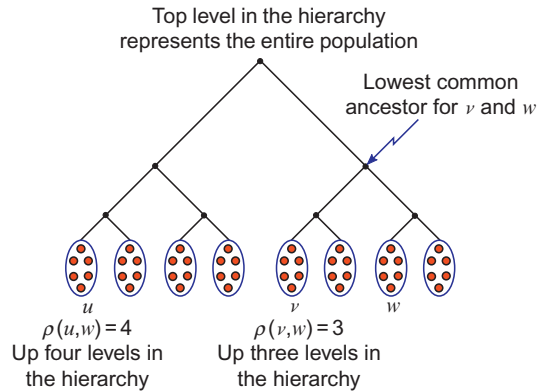 Top level in the hierarchy
represents the entire population
Lowest common
ancestor for ν and w
u
ν
w
ρ(u,w) = 4
ρ(ν,w) = 3
Up four levels in
the hierarchy
Up three levels in
the hierarchy